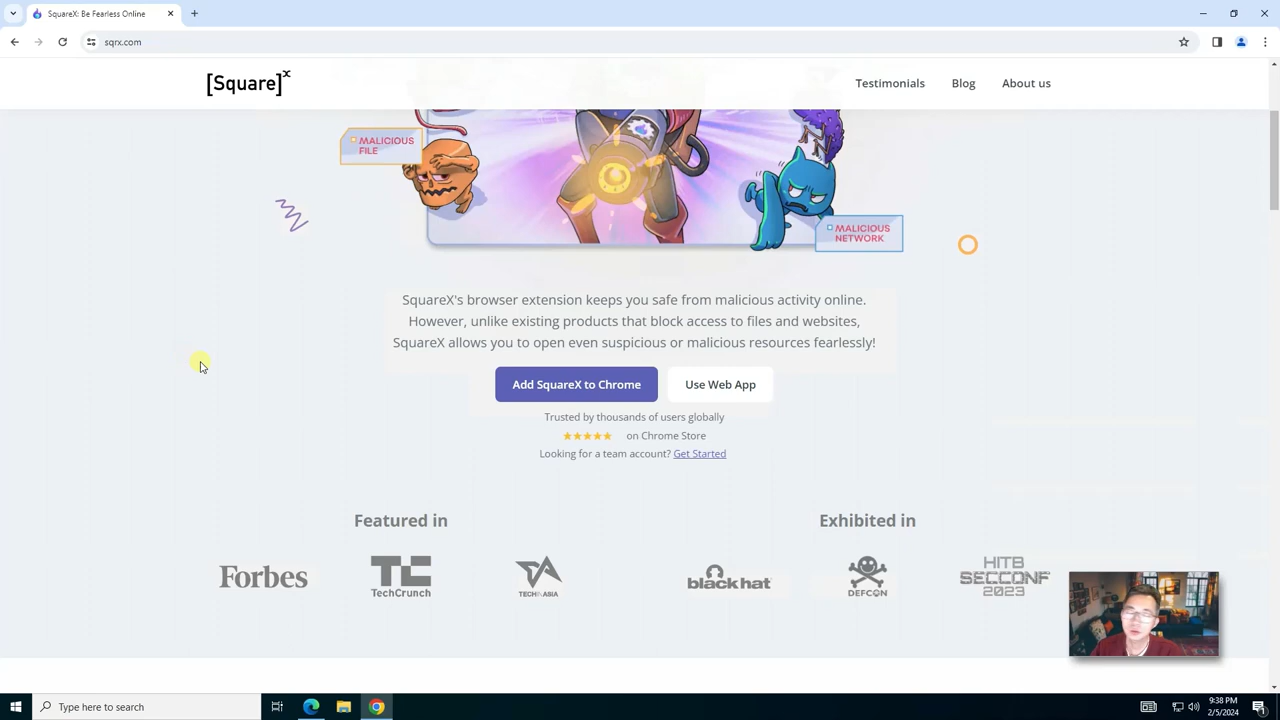 SquareX: Be Fearless Online
sqrx.com
[Square]x
Testimonials
Blog
About us
MALICIOUS
FILE
MALICIOUS
NETWORK
SquareX's browser extension keeps you safe from malicious activity online.
However, unlike existing products that block access to files and websites,
SquareX allows you to open even suspicious or malicious resources fearlessly!
Add SquareX to Chrome
Use Web App
Trusted by thousands of users globally
on Chrome Store
Looking for a team account? Get Started
Featured in
Exhibited in
Forbes
TC
TechCrunch
TECHINASIA
black hat
DEFCON
HITB
SECCONF
2023
Type here to search
9:38 PM
2/5/2024